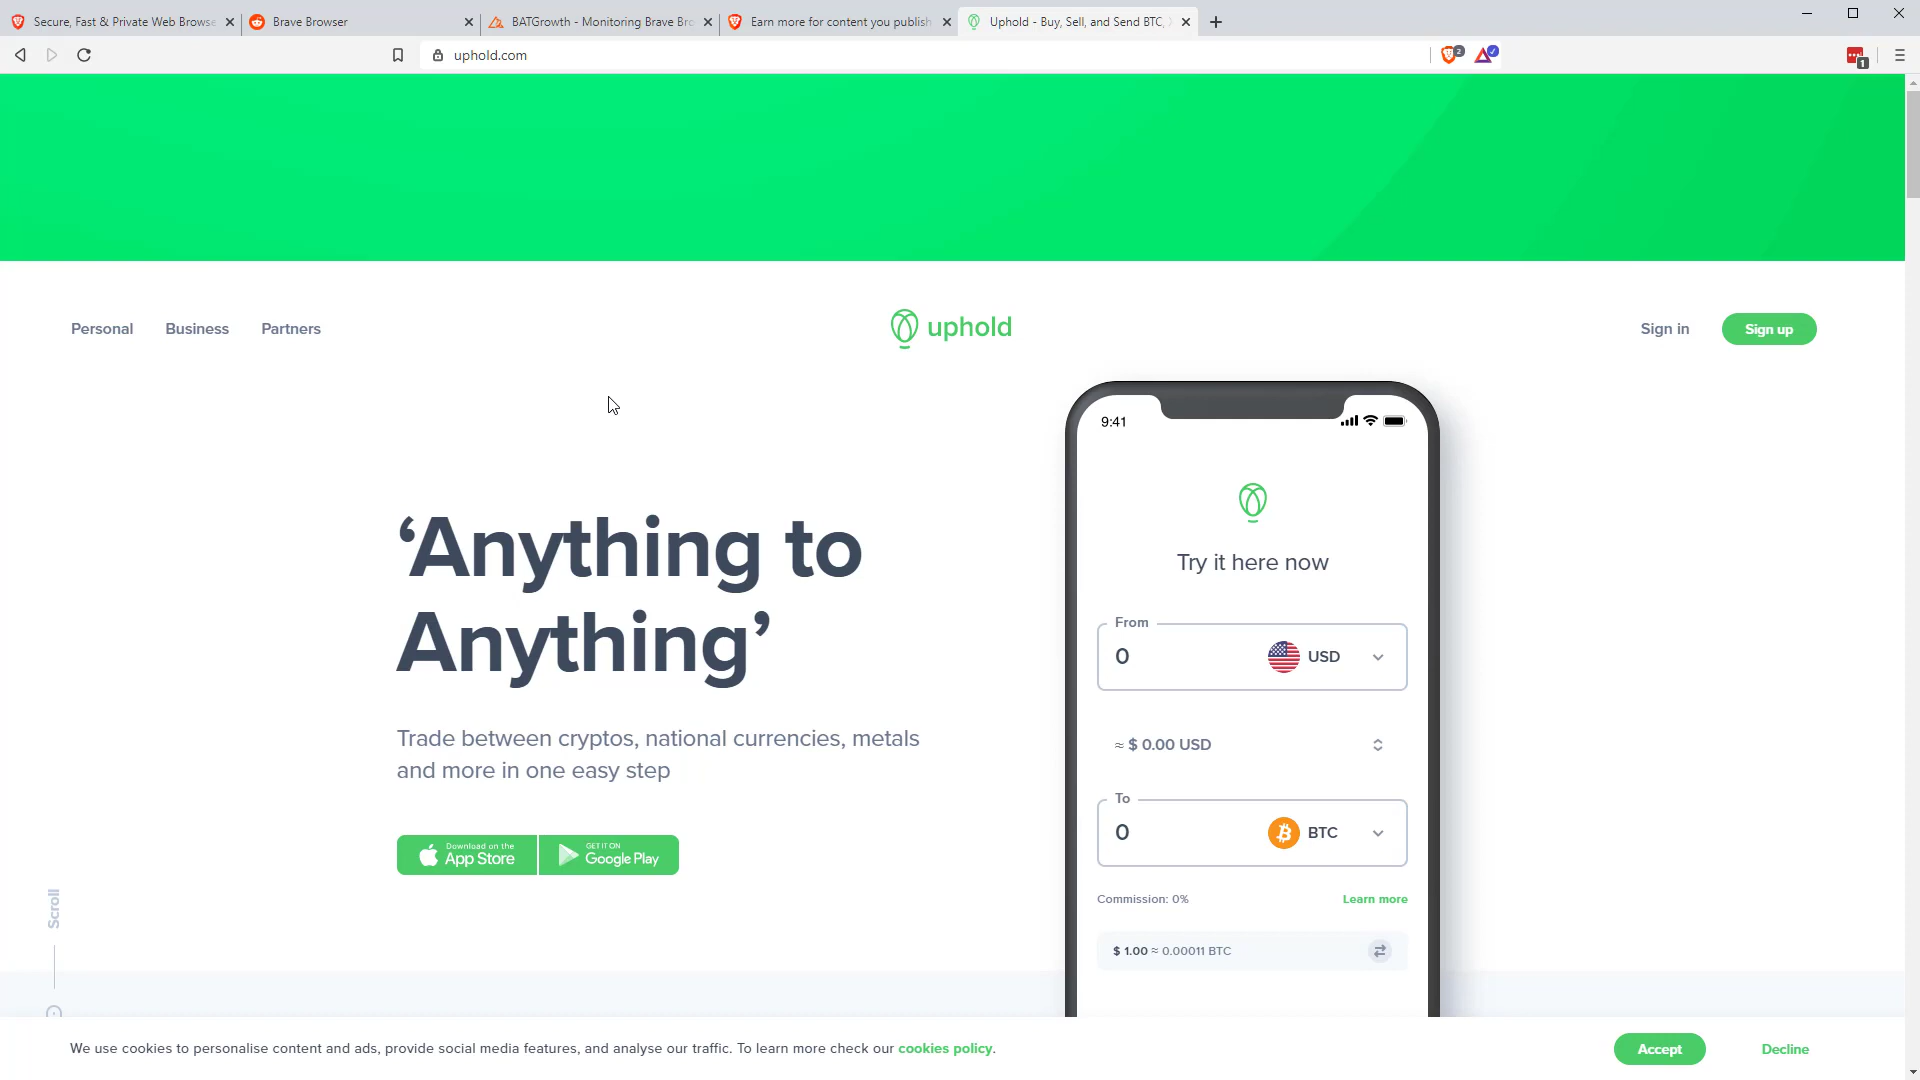 Secure, Fast & Private Web Browse
Brave Browser
BATGrowth - Monitoring Brave Bro
Earn more for content you publish
Uphold - Buy, Sell, and Send BTC,
uphold.com
2
1
Personal
Business
Partners
uphold
Sign in
Sign up
9:41
Try it here now
‘Anything to
Anything’
From
0
USD
Trade between cryptos, national currencies, metals
and more in one easy step
≈ $ 0.00 USD
To
0
BTC
Download on the
App Store
GET IT ON
Google Play
Commission: 0%
Learn more
$ 1.00 ≈ 0.00011 BTC
Scroll
We use cookies to personalise content and ads, provide social media features, and analyse our traffic. To learn more check our cookies policy.
Accept
Decline